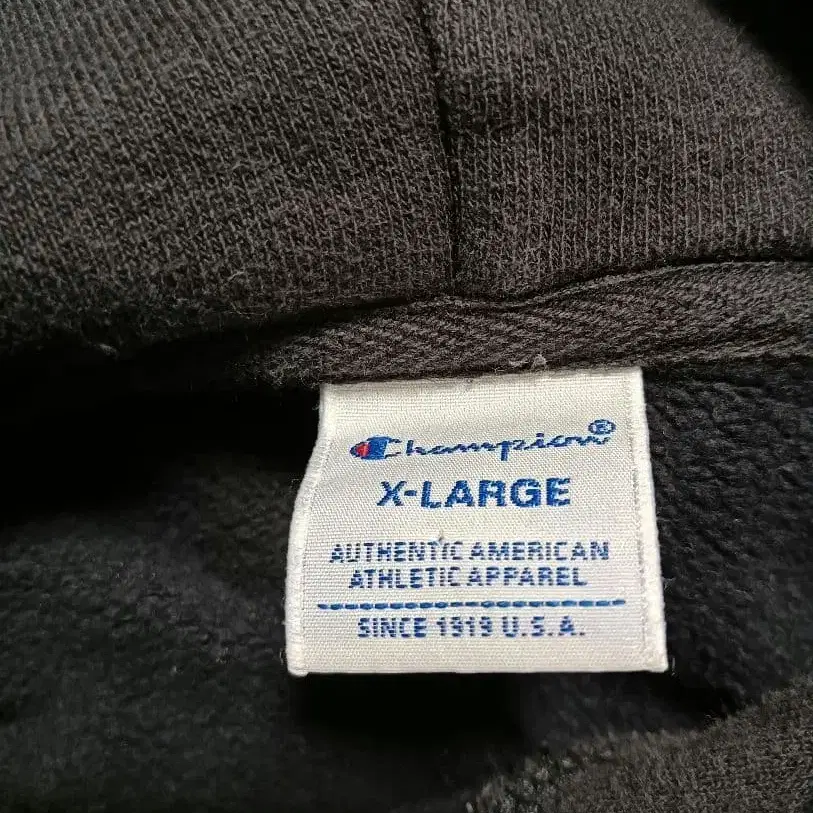 Champion®
X-LARGE
AUTHENTIC AMERICAN
ATHLETIC APPAREL
SINCE 1919 U.S.A.